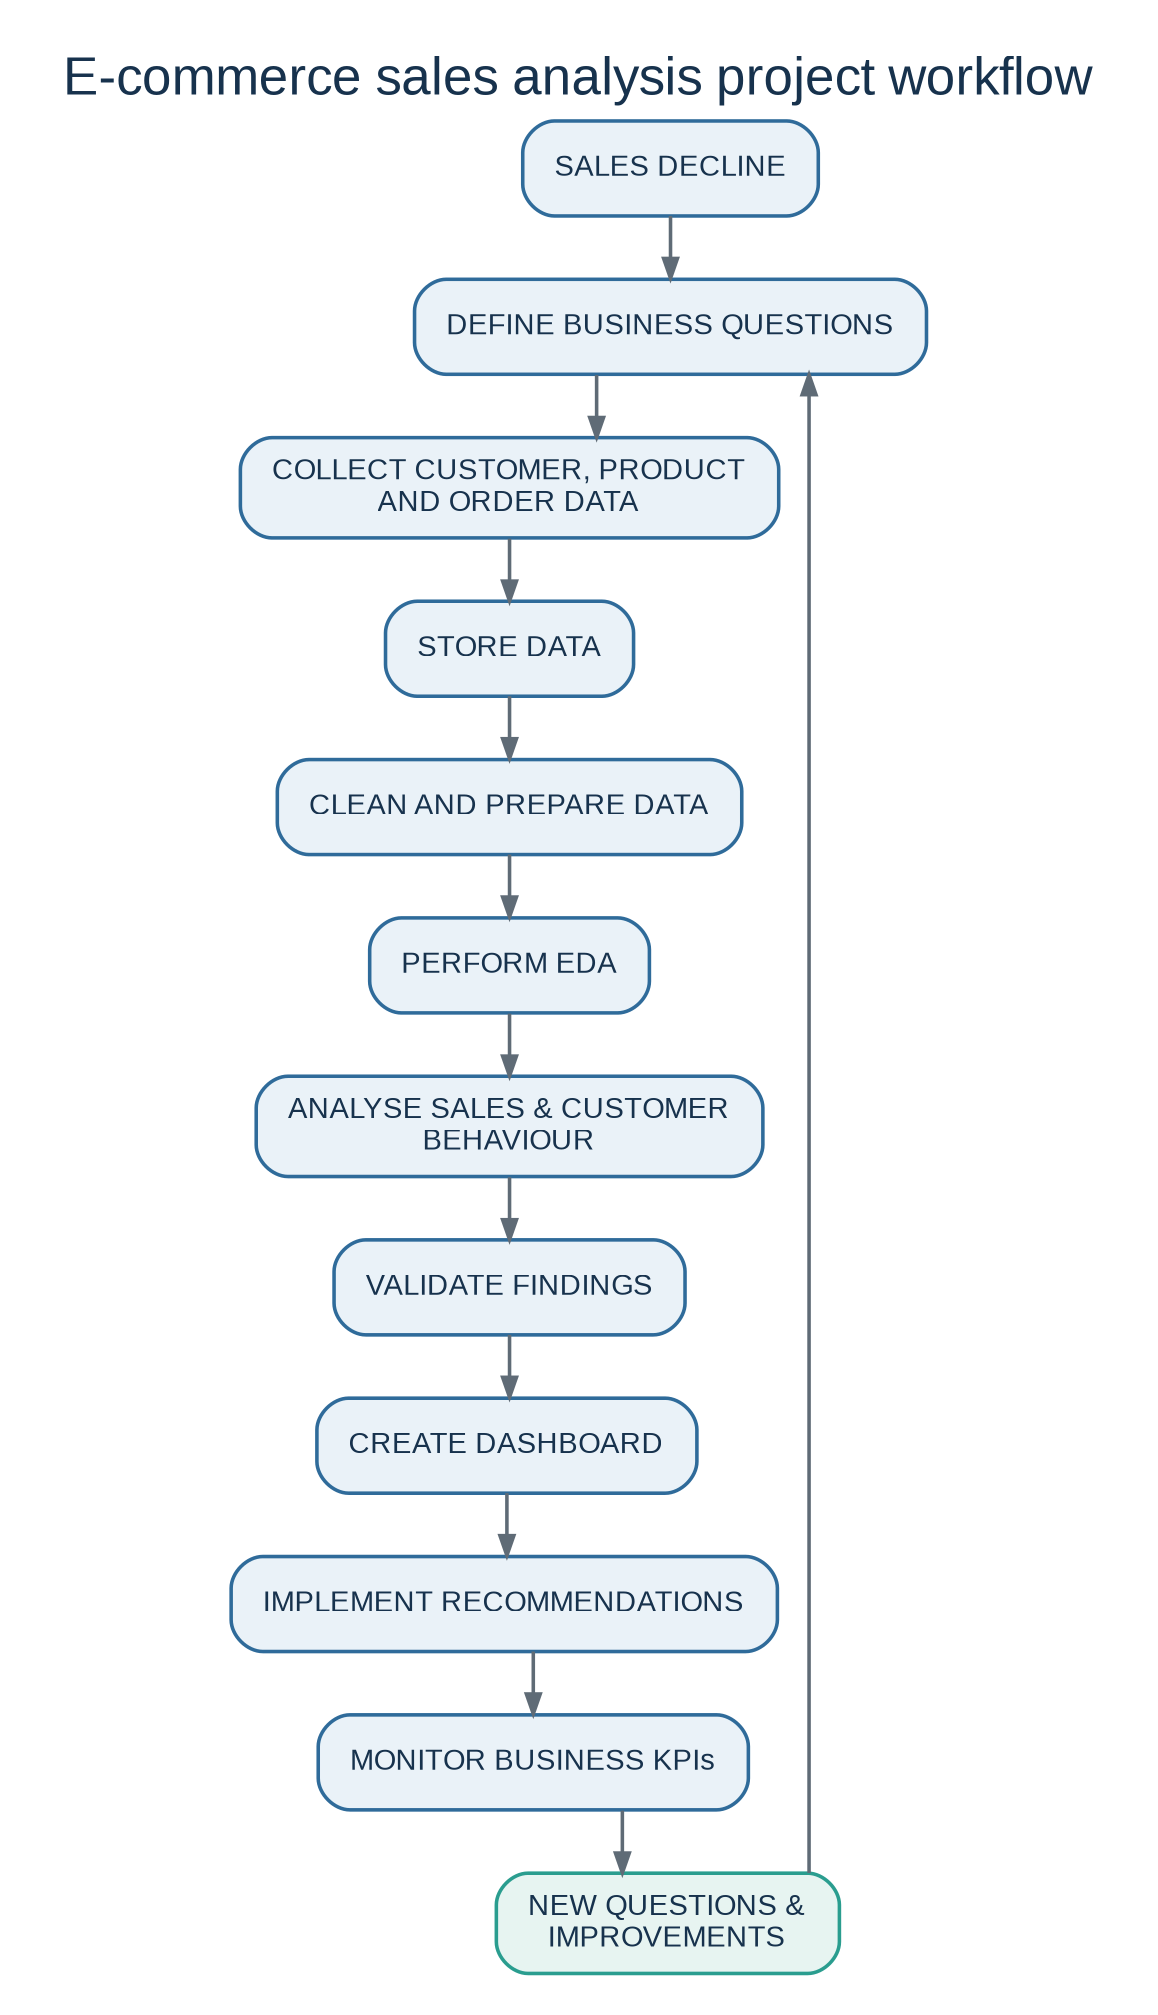 E-commerce sales analysis project workflow
SALES DECLINE
DEFINE BUSINESS QUESTIONS
COLLECT CUSTOMER, PRODUCT
AND ORDER DATA
STORE DATA
CLEAN AND PREPARE DATA
PERFORM EDA
ANALYSE SALES & CUSTOMER
BEHAVIOUR
VALIDATE FINDINGS
CREATE DASHBOARD
IMPLEMENT RECOMMENDATIONS
MONITOR BUSINESS KPIs
NEW QUESTIONS &
IMPROVEMENTS